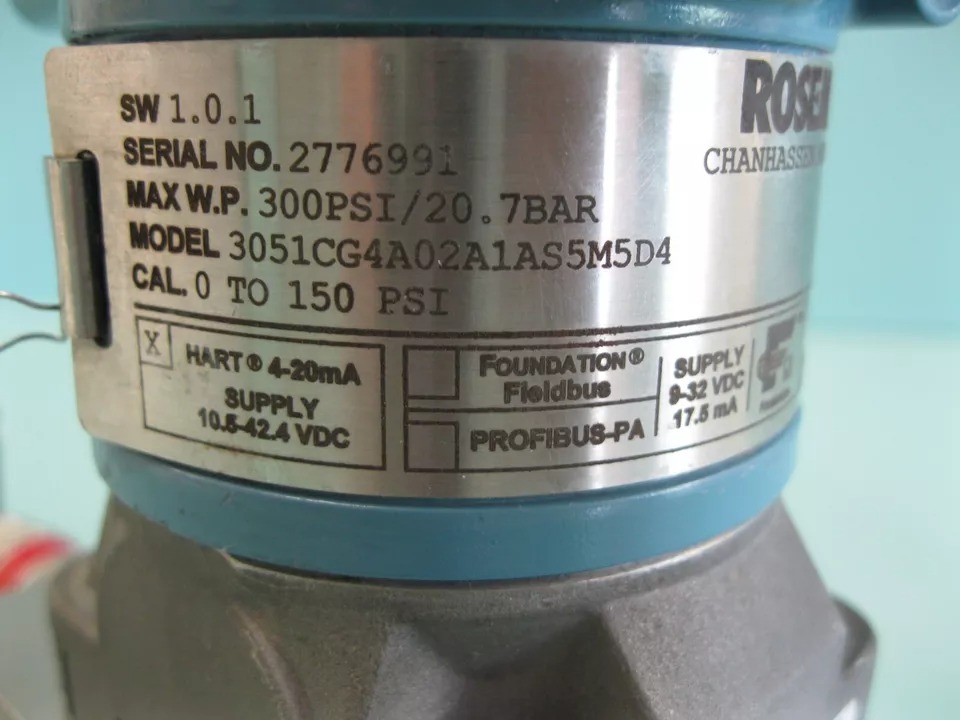 SW 1.0.1
SERIAL NO. 2776991
MAX W.P. 300PSI/20.7BAR
MODEL 3051CG4A02A1AS5M5D4
CAL. 0 TO 150 PSI
ROSEM
CHANHASSEN
X HART® 4-20mA
SUPPLY
10.5-42.4 VDC
FOUNDATION®
Fieldbus
PROFIBUS-PA
SUPPLY
9-32 VDC
17.5 mA